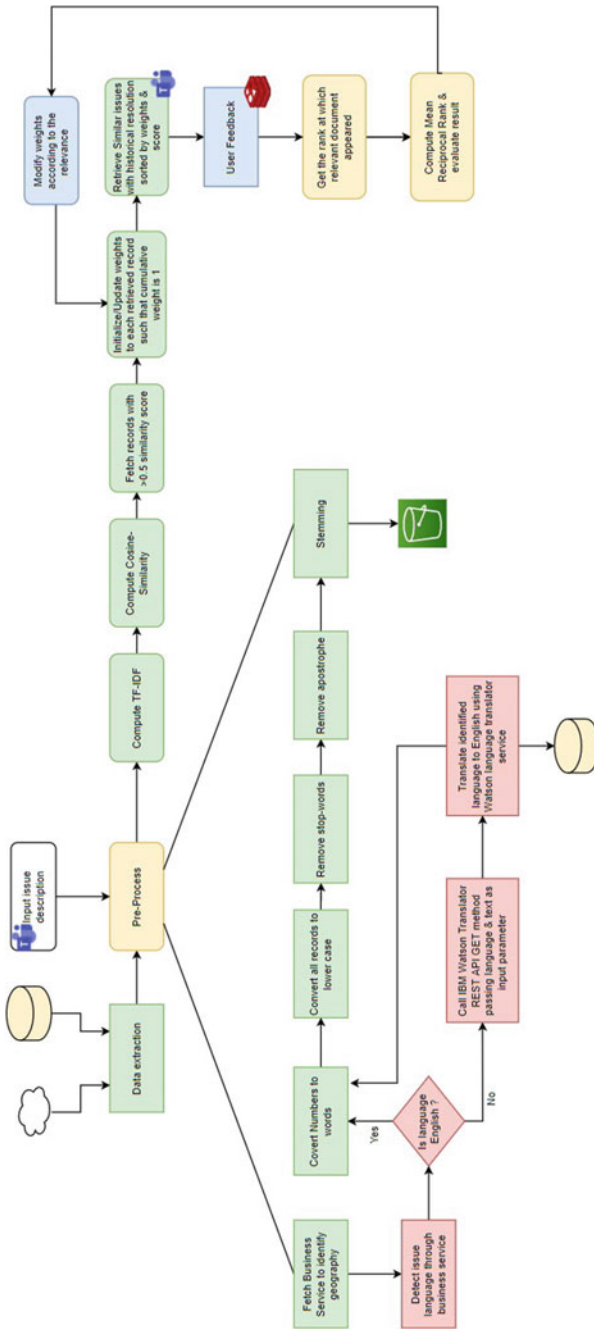 Input issue
description
Data extraction
Pre-Process
Compute TF-IDF
Compute Cosine-
Similarity
Fetch records with
>0.5 similarity score
Initialize/Update weights
to each retrieved record
such that cumulative
weight is 1
Modify weights
according to the
relevance
Retrieve Similar issues
with historical resolution
sorted by weights &
score
User Feedback
Get the rank at which
relevant document
appeared
Compute Mean
Reciprocal Rank &
evaluate result
Fetch Business
Service to identify
geography
Detect issue
language through
business service
Is language
English ?
Yes
No
Covert Numbers to
words
Convert all records to
lower case
Remove stop-words
Remove apostrophe
Stemming
Call IBM Watson Translator
REST API GET method
passing language & text as
input parameter
Translate identified
language to English using
Watson language translator
service